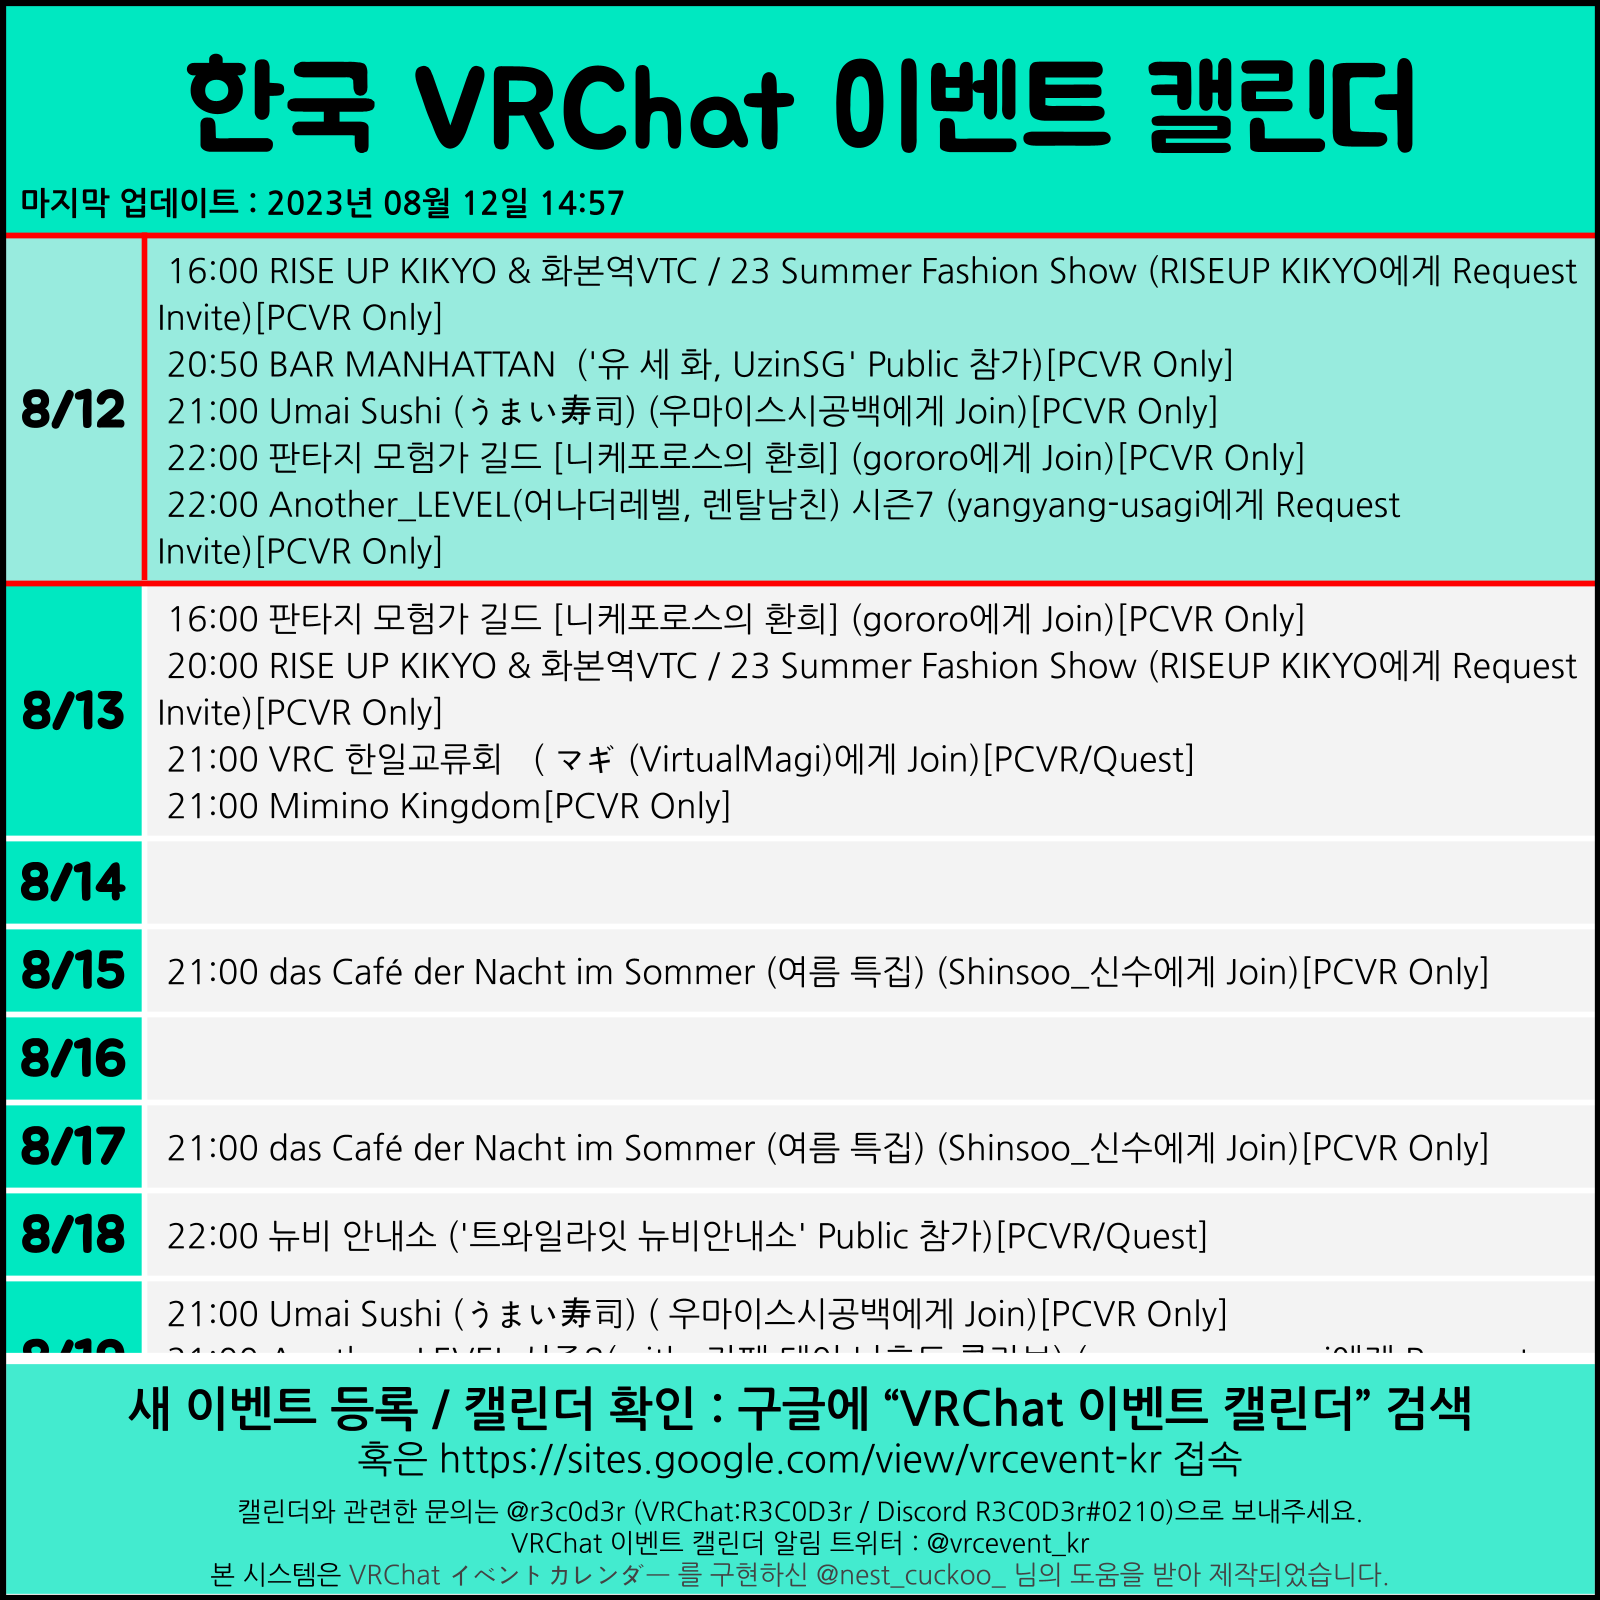 한국 VRChat 이벤트 캘린더
마지막 업데이트 : 2023년 08월 12일 14:57
8/12
16:00 RISE UP KIKYO & 화본역VTC / 23 Summer Fashion Show (RISEUP KIKYO에게 Request
Invite)[PCVR Only]
20:50 BAR MANHATTAN ('유 세 화, UzinSG' Public 참가)[PCVR Only]
21:00 Umai Sushi (うまい寿司) (우마이스시공백에게 Join)[PCVR Only]
22:00 판타지 모험가 길드 [니케포로스의 환희] (gororo에게 Join)[PCVR Only]
22:00 Another_LEVEL(어나더레벨, 렌탈남친) 시즌7 (yangyang-usagi에게 Request
Invite)[PCVR Only]
8/13
16:00 판타지 모험가 길드 [니케포로스의 환희] (gororo에게 Join)[PCVR Only]
20:00 RISE UP KIKYO & 화본역VTC / 23 Summer Fashion Show (RISEUP KIKYO에게 Request
Invite)[PCVR Only]
21:00 VRC 한일교류회 ( マギ (VirtualMagi)에게 Join)[PCVR/Quest]
21:00 Mimino Kingdom[PCVR Only]
8/14
8/15
21:00 das Café der Nacht im Sommer (여름 특집) (Shinsoo_신수에게 Join)[PCVR Only]
8/16
8/17
21:00 das Café der Nacht im Sommer (여름 특집) (Shinsoo_신수에게 Join)[PCVR Only]
8/18
22:00 뉴비 안내소 ('트와일라잇 뉴비안내소' Public 참가)[PCVR/Quest]
8/19
21:00 Umai Sushi (うまい寿司) ( 우마이스시공백에게 Join)[PCVR Only]
새 이벤트 등록 / 캘린더 확인 : 구글에 “VRChat 이벤트 캘린더” 검색
혹은 https://sites.google.com/view/vrcevent-kr 접속
캘린더와 관련한 문의는 @r3c0d3r (VRChat:R3C0D3r / Discord R3C0D3r#0210)으로 보내주세요.
VRChat 이벤트 캘린더 알림 트위터 : @vrcevent_kr
본 시스템은 VRChat イベントカレンダー 를 구현하신 @nest_cuckoo_ 님의 도움을 받아 제작되었습니다.